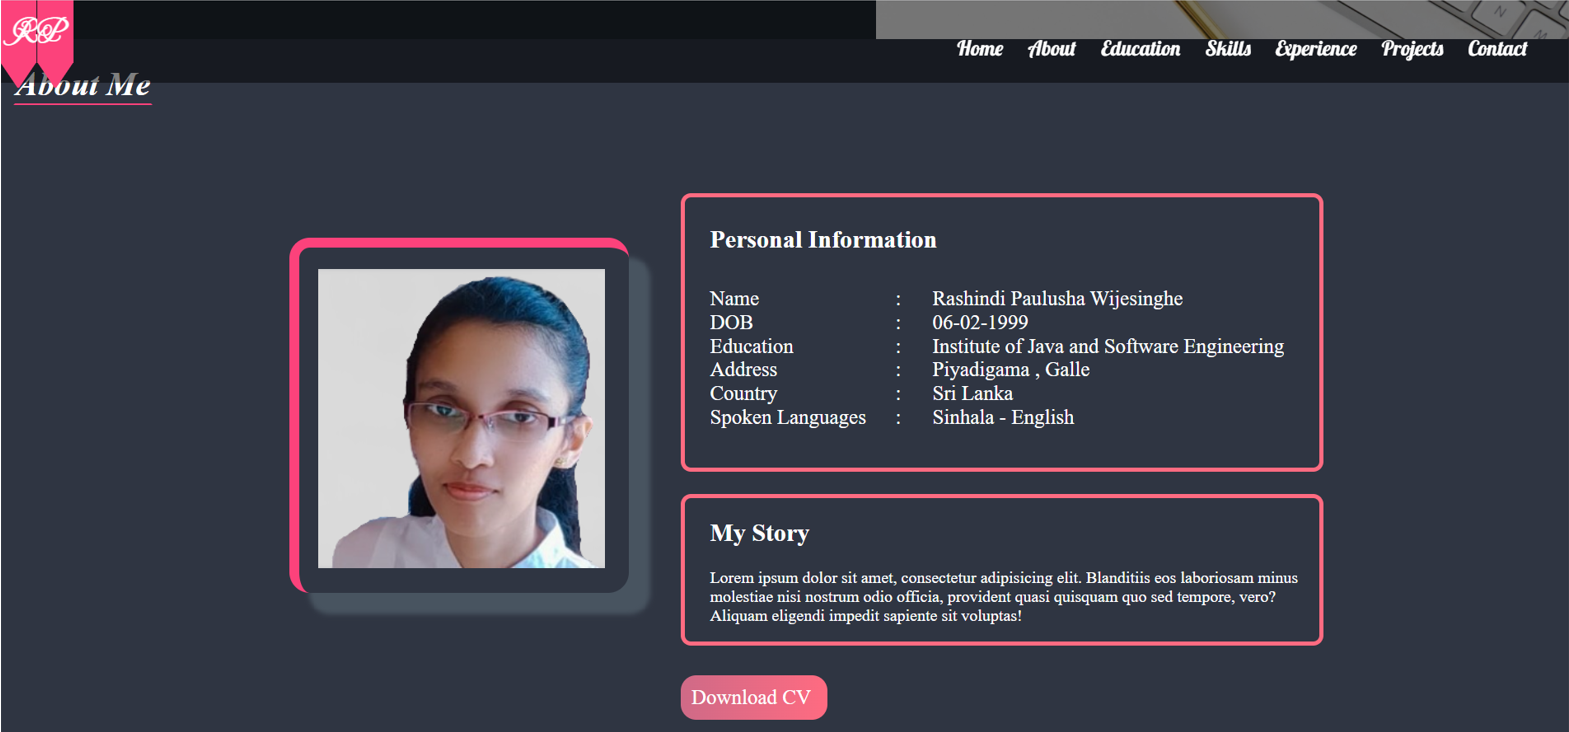 RP
Home About Education Skills Experience Projects Contact
About Me
Personal Information
Name : Rashindi Paulusha Wijesinghe
DOB : 06-02-1999
Education : Institute of Java and Software Engineering
Address : Piyadigama , Galle
Country : Sri Lanka
Spoken Languages : Sinhala - English
My Story
Lorem ipsum dolor sit amet, consectetur adipisicing elit. Blanditiis eos laboriosam minus
molestiae nisi nostrum odio officia, provident quasi quisquam quo sed tempore, vero?
Aliquam eligendi impedit sapiente sit voluptas!
Download CV